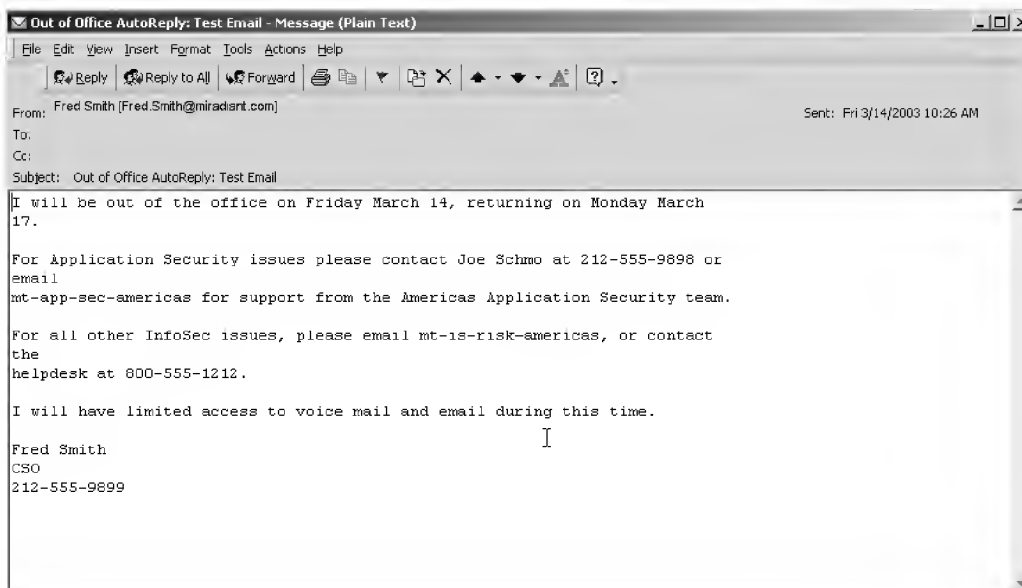 Out of Office AutoReply: Test Email - Message (Plain Text)
File Edit View Insert Format Tools Actions Help
Reply Reply to All Forward
From: Fred Smith [Fred.Smith@miradiant.com] Sent: Fri 3/14/2003 10:26 AM
To:
Cc:
Subject: Out of Office AutoReply: Test Email
I will be out of the office on Friday March 14, returning on Monday March
17.
For Application Security issues please contact Joe Schmo at 212-555-9898 or
email
mt-app-sec-americas for support from the Americas Application Security team.
For all other InfoSec issues, please email mt-is-risk-americas, or contact
the
helpdesk at 800-555-1212.
I will have limited access to voice mail and email during this time.
Fred Smith
CSO
212-555-9899